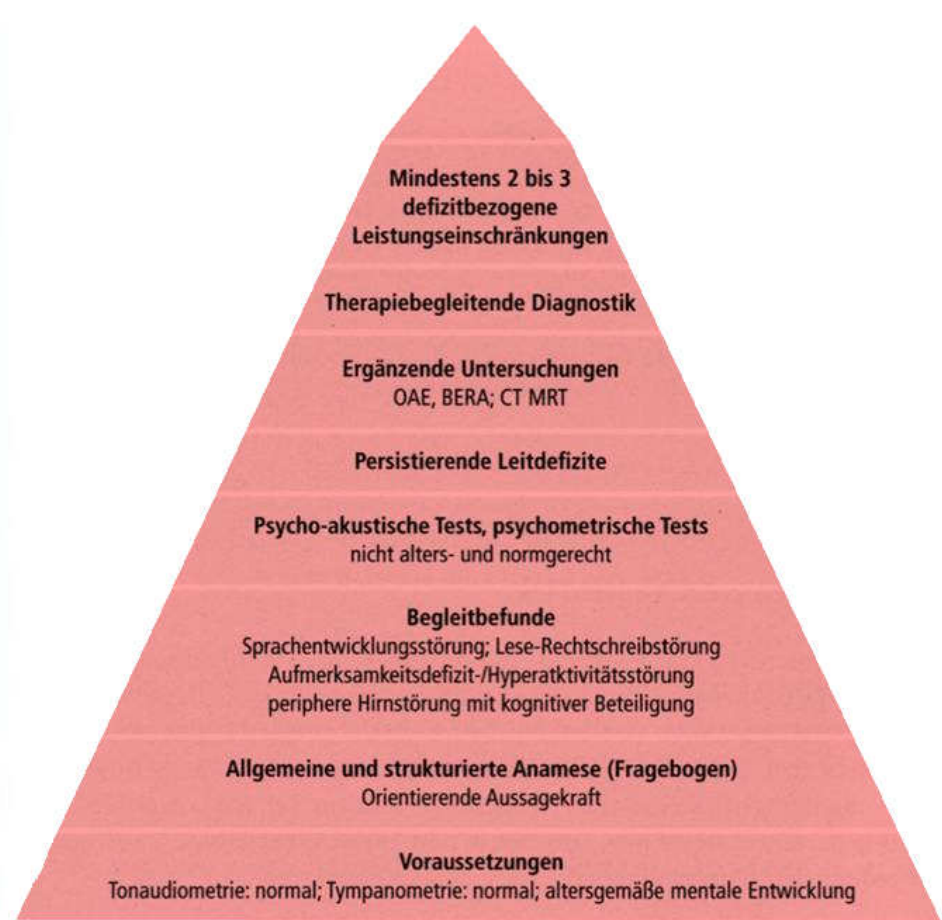 Mindestens 2 bis 3
defizitbezogene
Leistungseinschränkungen
Therapiebegleitende Diagnostik
Ergänzende Untersuchungen
OAE, BERA; CT MRT
Persistierende Leitdefizite
Psycho-akustische Tests, psychometrische Tests
nicht alters- und normgerecht
Begleitbefunde
Sprachentwicklungsstörung; Lese-Rechtschreibstörung
Aufmerksamkeitsdefizit-/Hyperatktivitätsstörung
periphere Hirnstörung mit kognitiver Beteiligung
Allgemeine und strukturierte Anamese (Fragebogen)
Orientierende Aussagekraft
Voraussetzungen
Tonaudiometrie: normal; Tympanometrie: normal; altersgemäße mentale Entwicklung